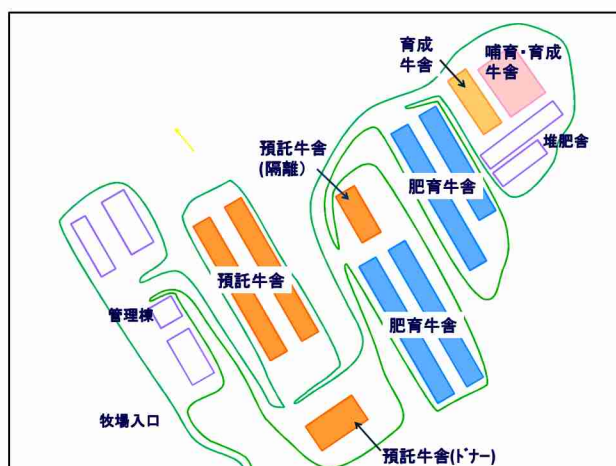 育成
牛舎
哺育・育成
牛舎
堆肥舎
預託牛舎
(隔離)
肥育牛舎
預託牛舎
肥育牛舎
管理棟
牧場入口
預託牛舎(ﾄﾞﾅｰ)